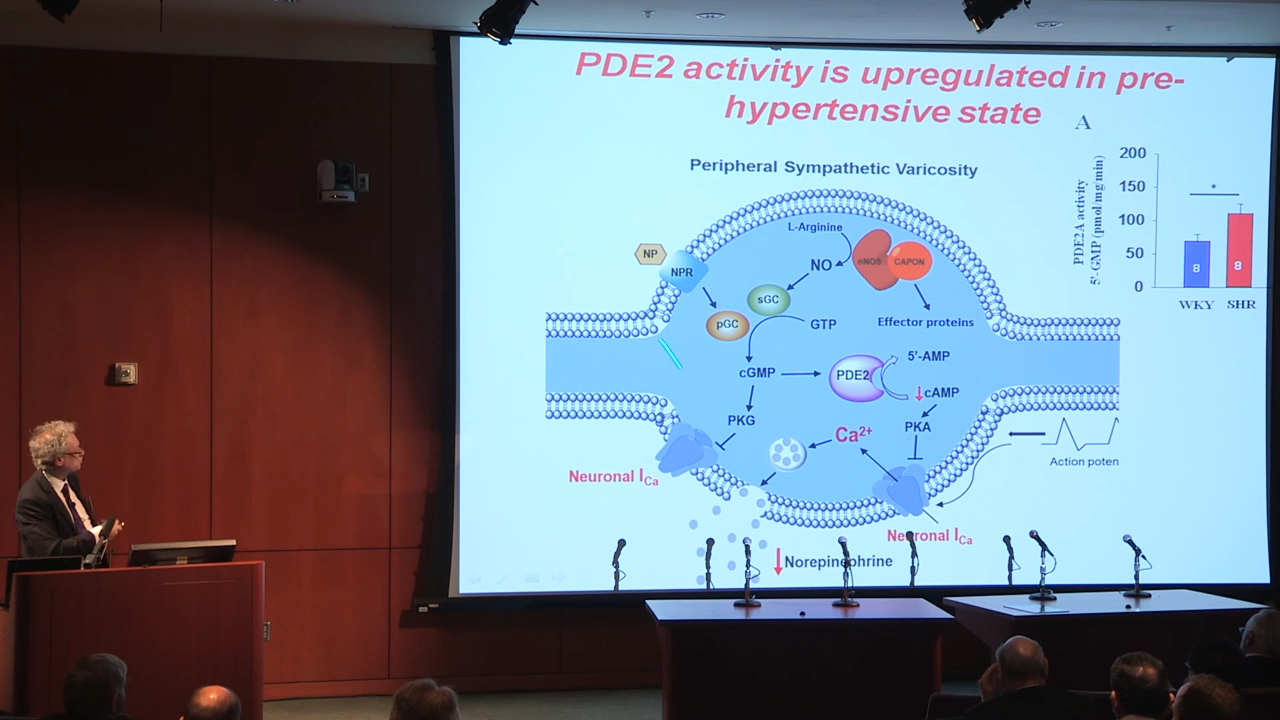 PDE2 activity is upregulated in pre-
hypertensive state
A
Peripheral Sympathetic Varicosity
200
150
100
50
0
PDE2A activity
5'-GMP (pmol/mg/min)
*
8
8
WKY SHR
L-Arginine
NP
NPR
NO
nNOS
CAPON
sGC
pGC
GTP
Effector proteins
cGMP
PDE2
5'-AMP
cAMP
PKG
PKA
Ca2+
Action poten
Neuronal ICa
Neuronal ICa
Norepinephrine